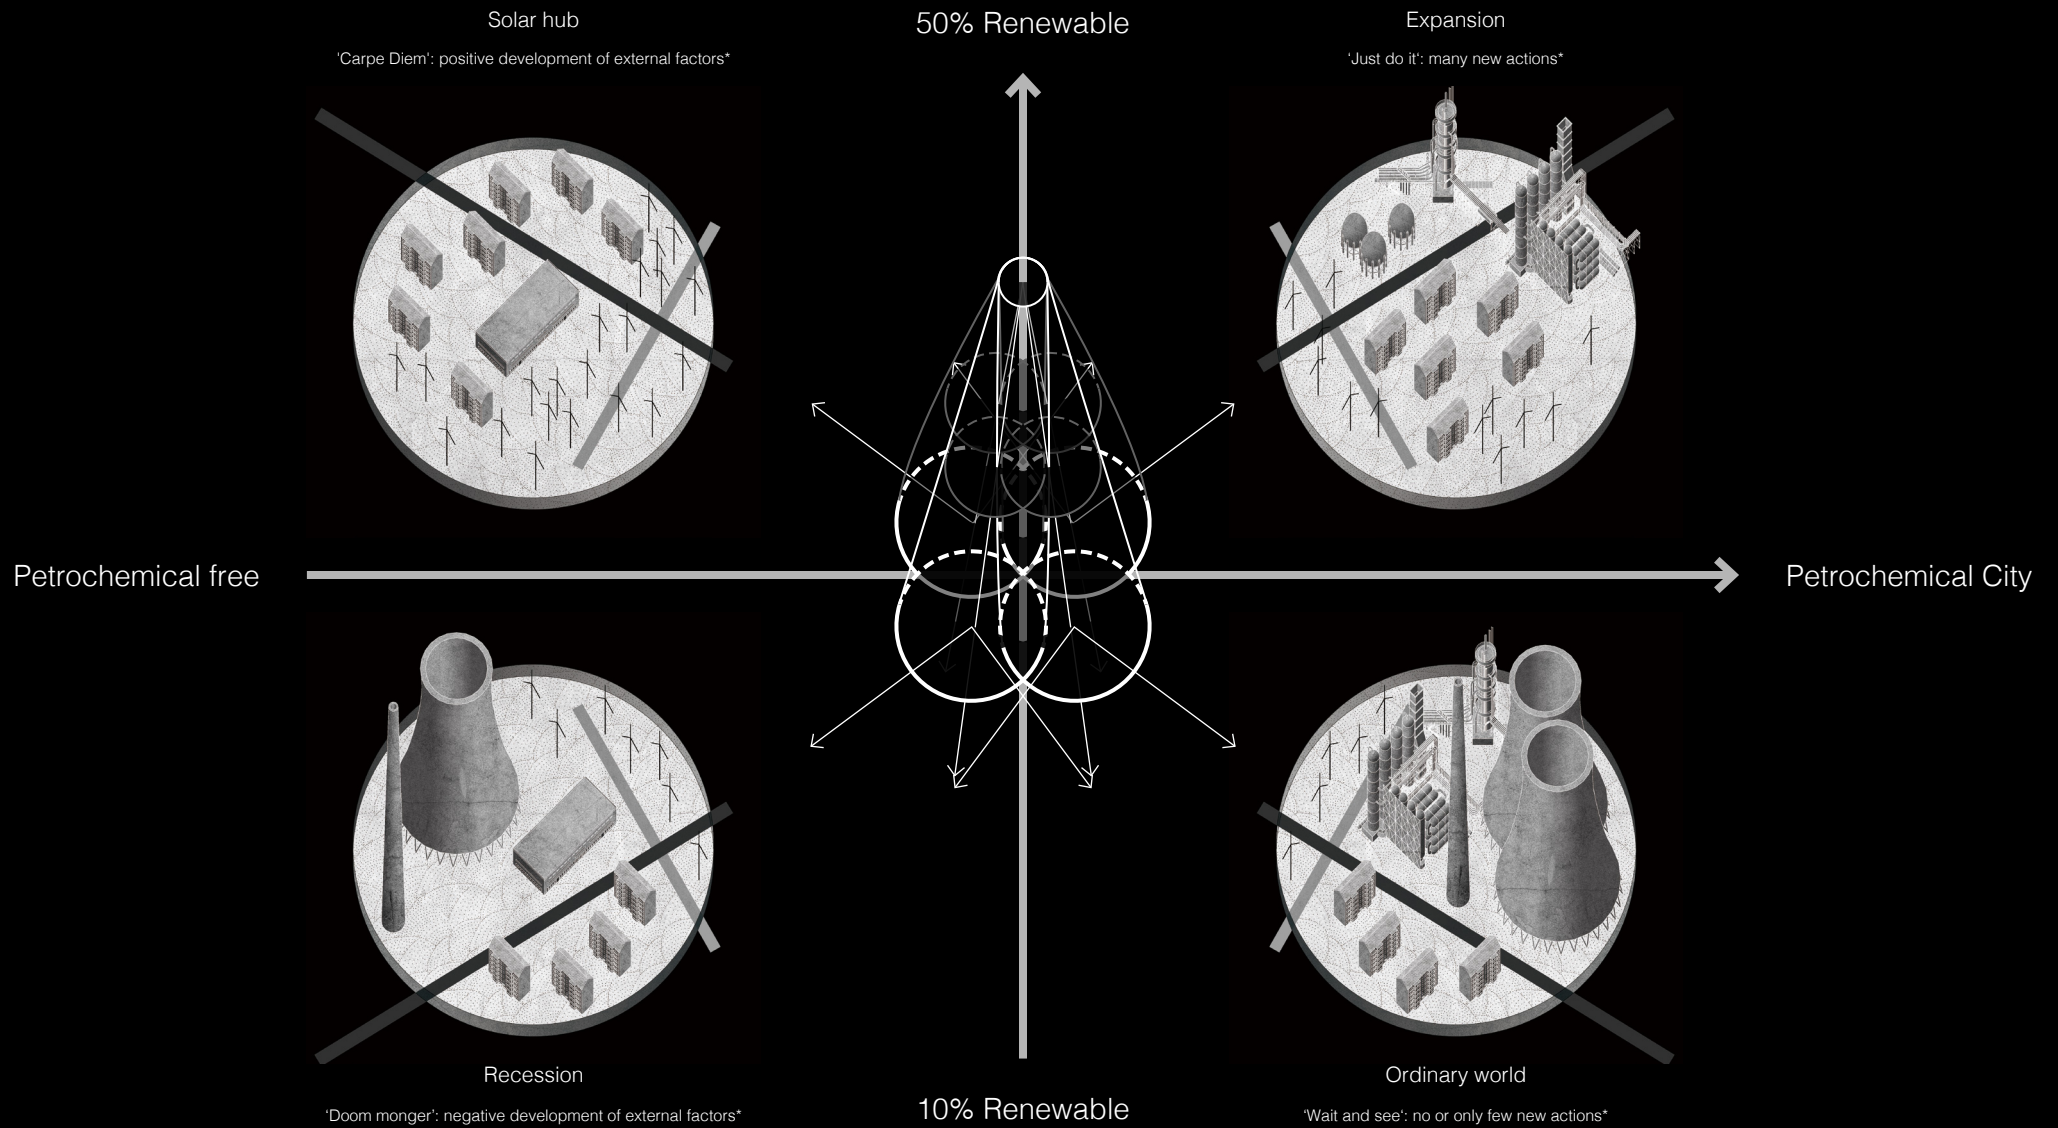 Solar hub
'Carpe Diem': positive development of external factors*
50% Renewable
Expansion
'Just do it': many new actions*
Petrochemical free
Petrochemical City
Recession
'Doom monger': negative development of external factors*
10% Renewable
Ordinary world
'Wait and see': no or only few new actions*